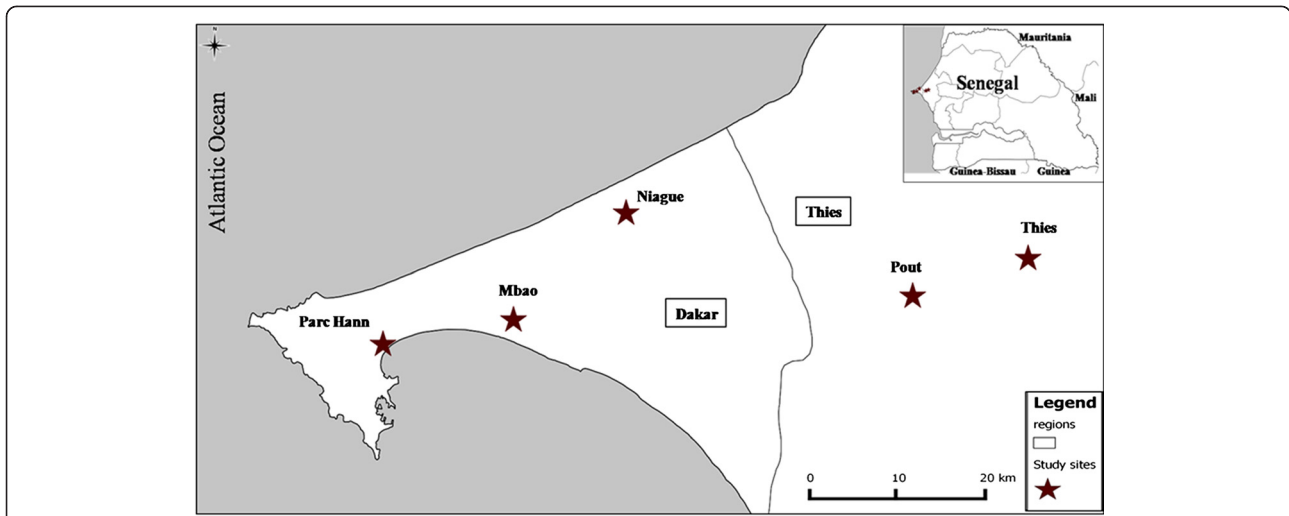 Atlantic Ocean
Mauritania
Senegal
Mali
Guinea-Bissau
Guinea
Niague
Thies
Thies
Pout
Mbao
Dakar
Parc Hann
Legend
regions
Study sites
0 10 20 km